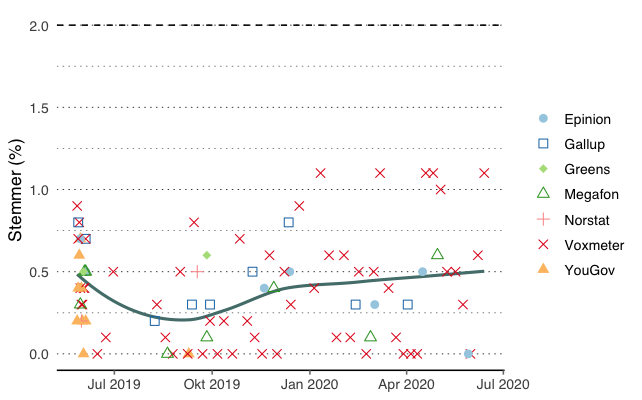 2.0
1.5
1.0
0.5
0.0
Stemmer (%)
Jul 2019
Okt 2019
Jan 2020
Apr 2020
Jul 2020
Epinion
Gallup
Greens
Megafon
Norstat
Voxmeter
YouGov